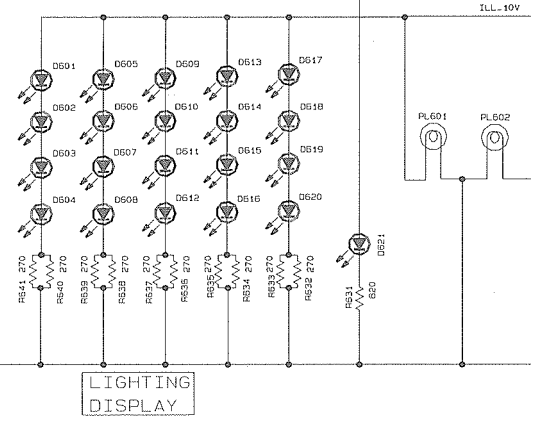 ILL_10V
D601 D605 D609 D613 D617
D602 D606 D610 D614 D618
PL601 PL602
D603 D607 D611 D615 D619
D604 D608 D612 D616 D620
D621
270 270 270 270 270 270 270 270 270 270
R641 R640 R639 R638 R637 R636 R635 R634 R633 R632
R631 620
LIGHTING
DISPLAY